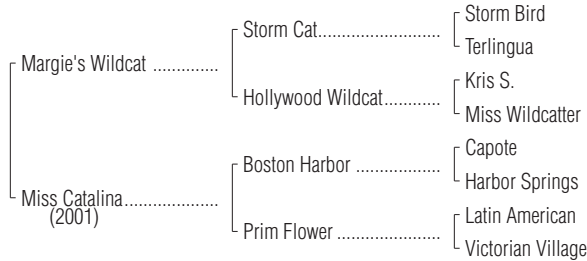 Storm Bird
Storm Cat..................................
Terlingua
Margie's Wildcat ..............
Kris S.
Hollywood Wildcat............
Miss Wildcatter
Capote
Boston Harbor ..................
Harbor Springs
Miss Catalina....................
(2001)
Latin American
Prim Flower ......................
Victorian Village